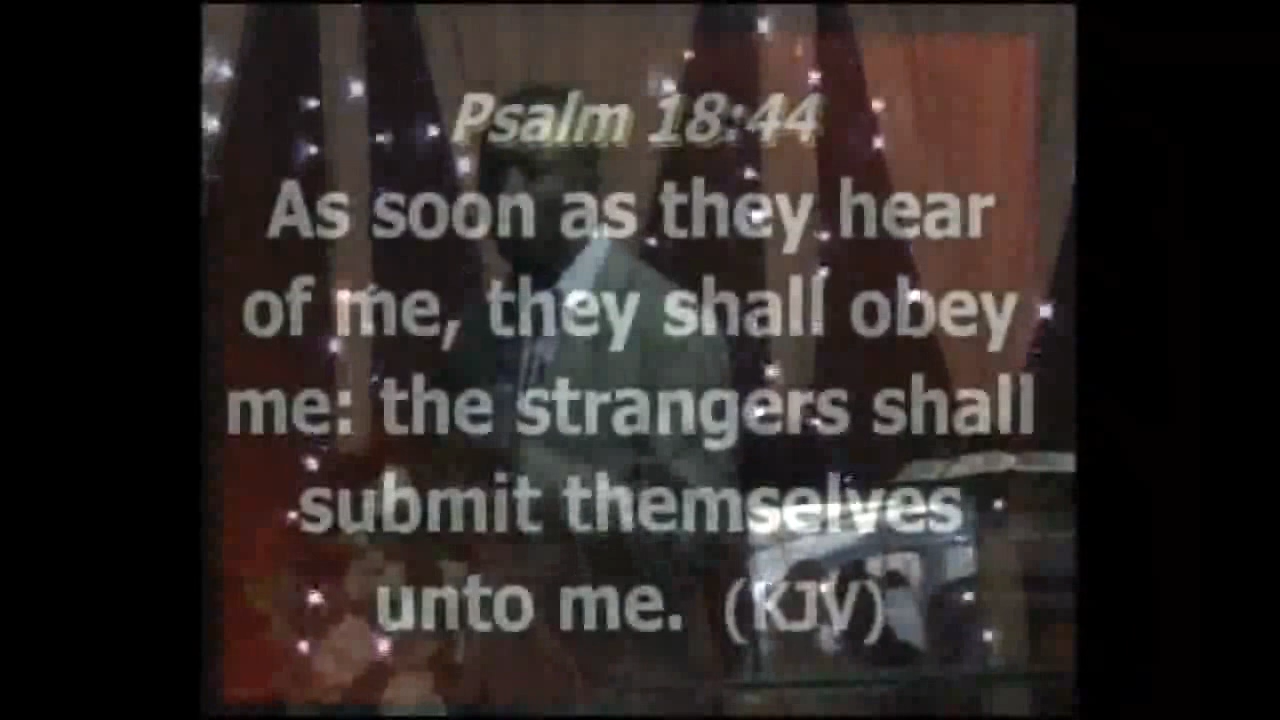 Psalm 18:44
As soon as they hear
of me, they shall obey
me: the strangers shall
submit themselves
unto me. (KJV)